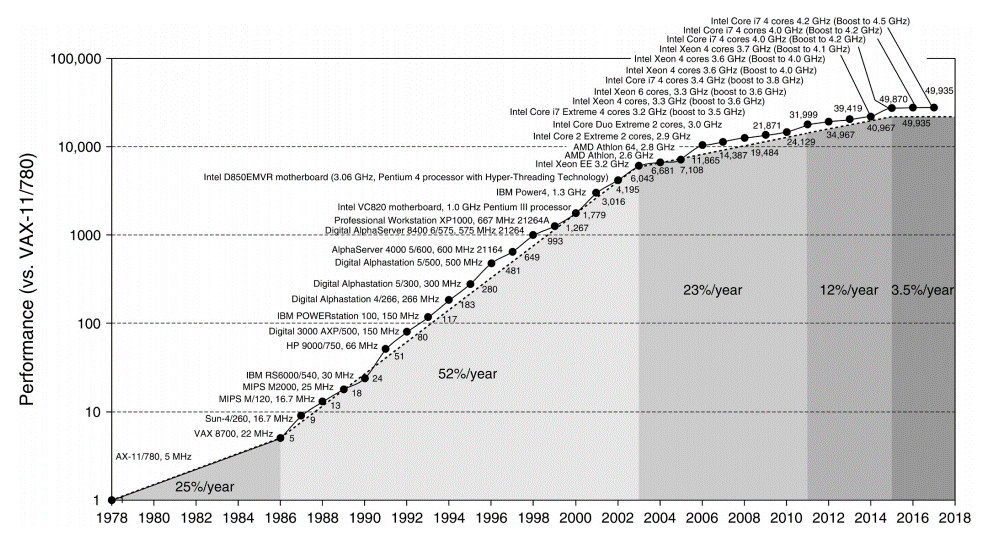 Intel Core i7 4 cores 4.2 GHz (Boost to 4.5 GHz)
Intel Core i7 4 cores 4.0 GHz (Boost to 4.2 GHz)
Intel Core i7 4 cores 4.0 GHz (Boost to 4.2 GHz)
Intel Xeon 4 cores 3.7 GHz (Boost to 4.1 GHz)
Intel Xeon 4 cores 3.6 GHz (Boost to 4.0 GHz)
Intel Xeon 4 cores 3.6 GHz (Boost to 4.0 GHz)
Intel Core i7 4 cores 3.4 GHz (boost to 3.8 GHz)
Intel Xeon 6 cores, 3.3 GHz (boost to 3.6 GHz)
Intel Xeon 4 cores, 3.3 GHz (boost to 3.6 GHz)
Intel Core i7 Extreme 4 cores 3.2 GHz (boost to 3.5 GHz)
Intel Core Duo Extreme 2 cores, 3.0 GHz
Intel Core 2 Extreme 2 cores, 2.9 GHz
AMD Athlon 64, 2.8 GHz
AMD Athlon, 2.6 GHz
Intel Xeon EE 3.2 GHz
Intel D850EMVR motherboard (3.06 GHz, Pentium 4 processor with Hyper-Threading Technology)
IBM Power4, 1.3 GHz
Intel VC820 motherboard, 1.0 GHz Pentium III processor
Professional Workstation XP1000, 667 MHz 21264A
Digital AlphaServer 8400 6/575, 575 MHz 21264
AlphaServer 4000 5/600, 600 MHz 21164
Digital Alphastation 5/500, 500 MHz
Digital Alphastation 5/300, 300 MHz
Digital Alphastation 4/266, 266 MHz
IBM POWERstation 100, 150 MHz
Digital 3000 AXP/500, 150 MHz
HP 9000/750, 66 MHz
IBM RS6000/540, 30 MHz
MIPS M2000, 25 MHz
MIPS M/120, 16.7 MHz
Sun-4/260, 16.7 MHz
VAX 8700, 22 MHz
AX-11/780, 5 MHz
5
9
13
18
24
51
80
117
183
280
481
649
993
1,267
1,779
3,016
4,195
6,043
6,681
7,108
11,865
14,387
19,484
21,871
24,129
31,999
34,967
39,419
40,967
49,870
49,935
49,935
25%/year
52%/year
23%/year
12%/year
3.5%/year
Performance (vs. VAX-11/780)
100,000
10,000
1000
100
10
1
1978 1980 1982 1984 1986 1988 1990 1992 1994 1996 1998 2000 2002 2004 2006 2008 2010 2012 2014 2016 2018